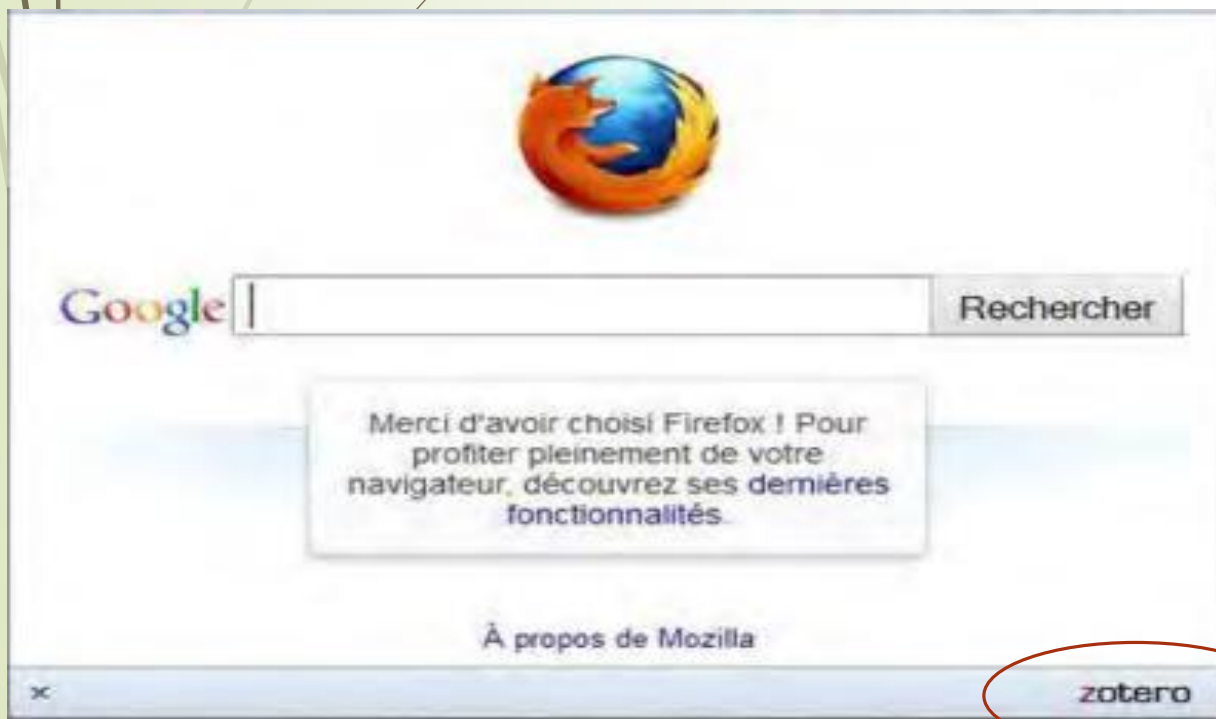 Google
Rechercher
Merci d'avoir choisi Firefox ! Pour
profiter pleinement de votre
navigateur, découvrez ses dernières
fonctionnalités.
À propos de Mozilla
× zotero